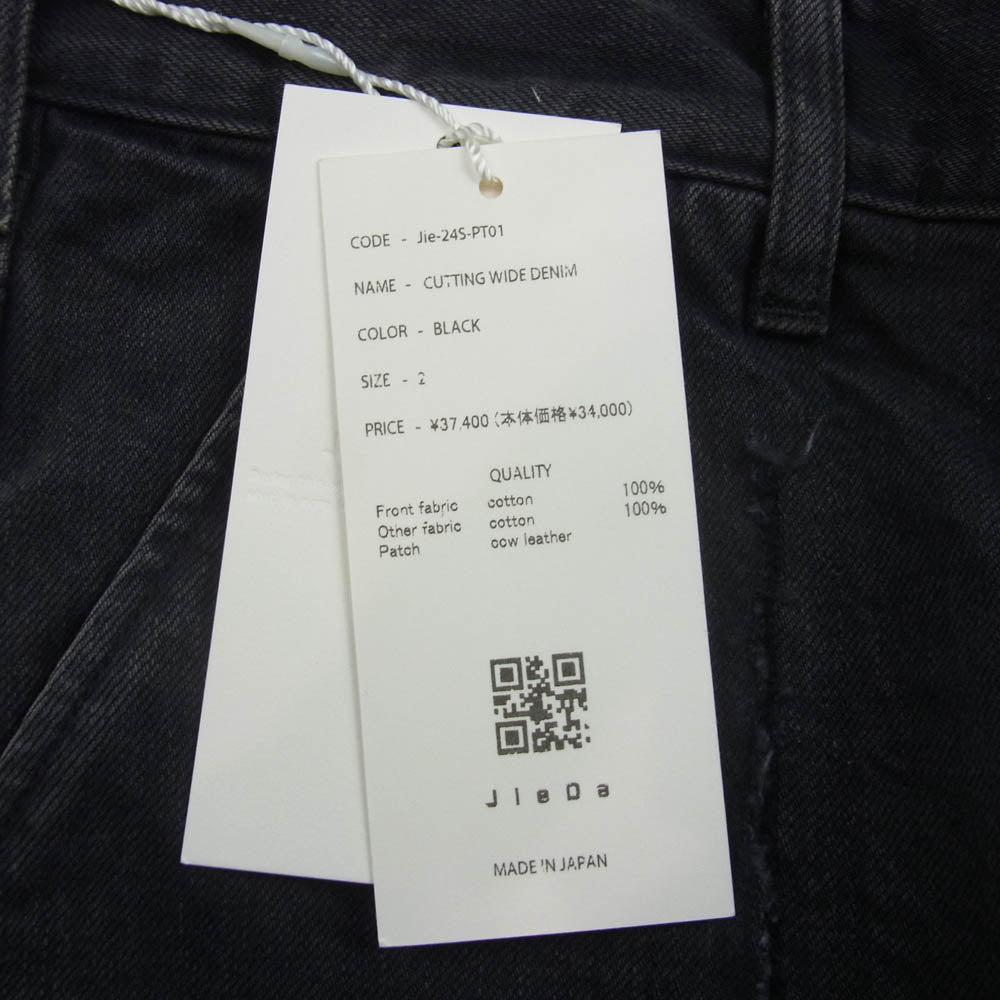 CODE - Jie-24S-PT01
NAME - CUTTING WIDE DENIM
COLOR - BLACK
SIZE - 2
PRICE - ¥37,400 (本体価格¥34,000)
QUALITY
Front fabric cotton 100%
Other fabric cotton 100%
Patch cow leather
JieDa
MADE IN JAPAN